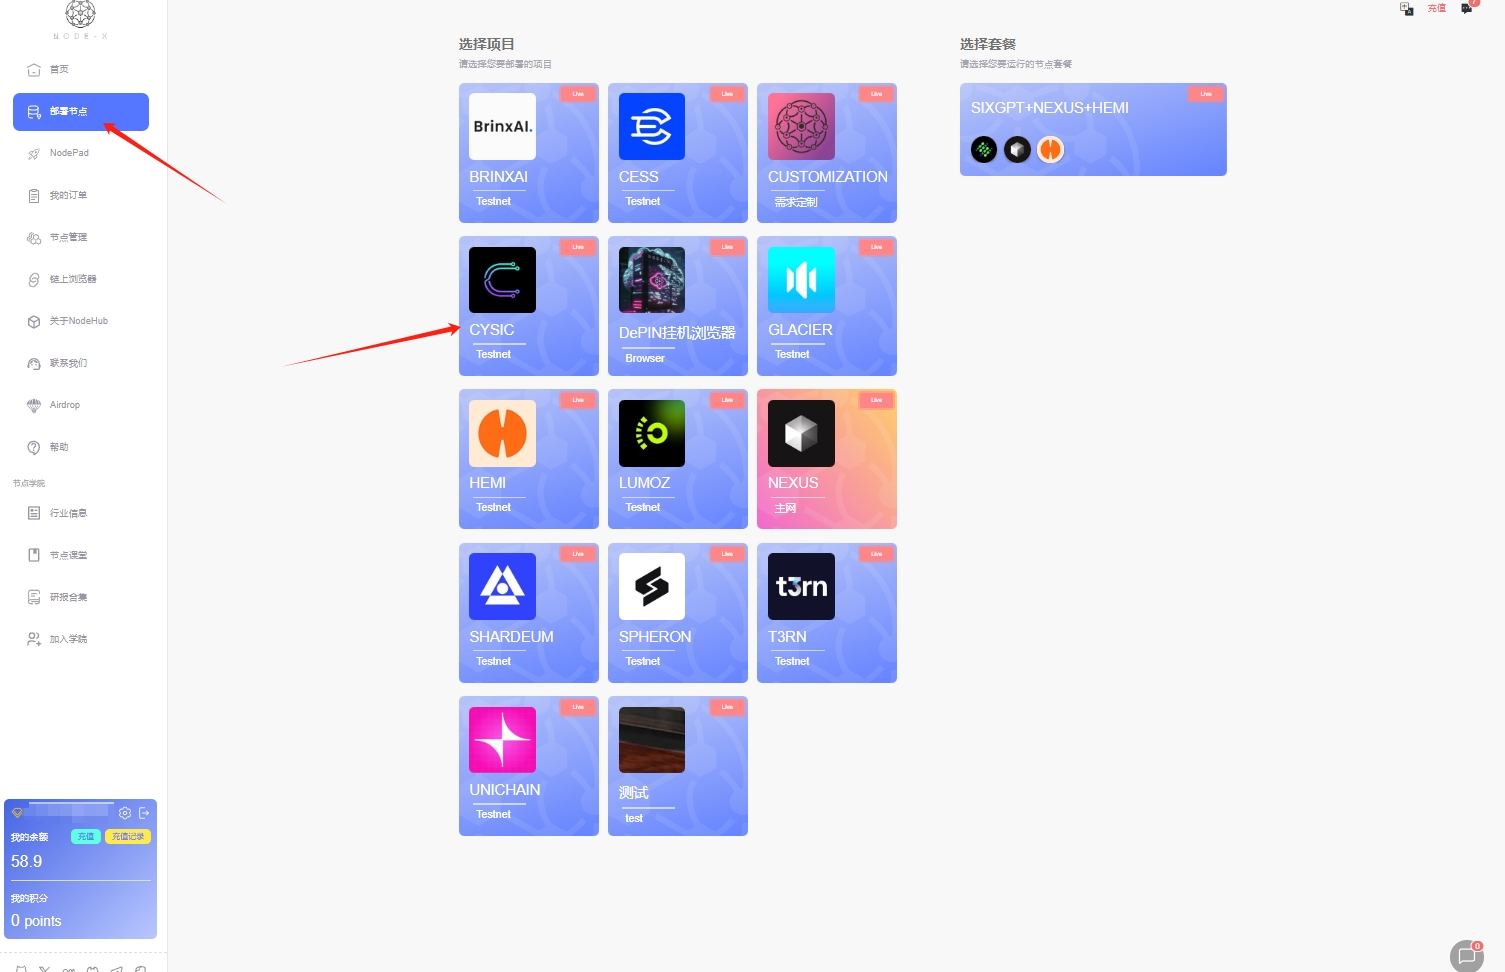 NODE-X
首页
部署节点
NodePad
我的订单
节点管理
链上浏览器
关于NodeHub
联系我们
Airdrop
帮助
节点学院
行业信息
节点课堂
研报合集
加入学院
我的余额
充值
充值记录
58.9
我的积分
0 points
选择项目
请选择您要部署的项目
Live
BrinxAI.
BRINXAI
Testnet
Live
CESS
Testnet
Live
CUSTOMIZATION
需求定制
Live
CYSIC
Testnet
Live
DePIN挂机浏览器
Browser
Live
GLACIER
Testnet
Live
HEMI
Testnet
Live
LUMOZ
Testnet
Live
NEXUS
主网
Live
SHARDEUM
Testnet
Live
SPHERON
Testnet
Live
t3rn
T3RN
Testnet
Live
UNICHAIN
Testnet
Live
测试
test
充值
7
选择套餐
请选择您要运行的节点套餐
Live
SIXGPT+NEXUS+HEMI
0